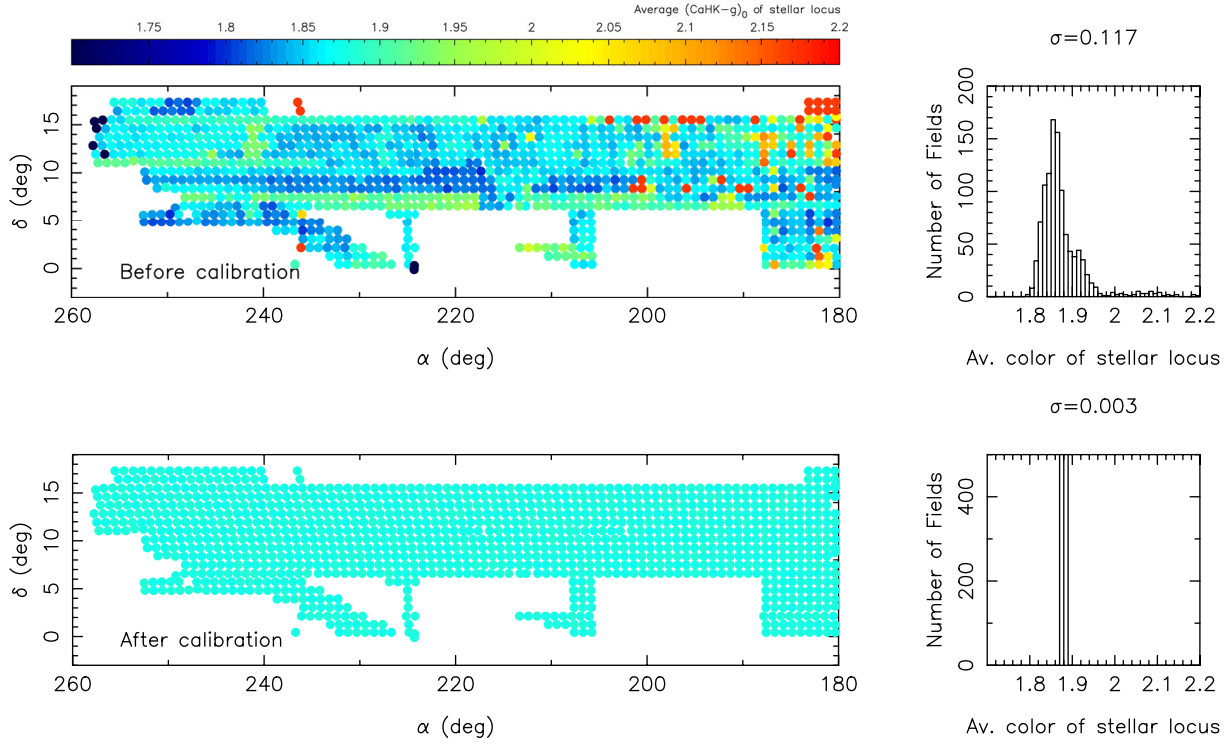 Average (CaHK-g)₀ of stellar locus
1.75 1.8 1.85 1.9 1.95 2 2.05 2.1 2.15 2.2
σ=0.117
15
10
5
0
δ (deg)
Before calibration
260 240 220 200 180
α (deg)
200
150
100
50
0
Number of Fields
1.8 1.9 2 2.1 2.2
Av. color of stellar locus
σ=0.003
15
10
5
0
δ (deg)
After calibration
260 240 220 200 180
α (deg)
400
200
0
Number of Fields
1.8 1.9 2 2.1 2.2
Av. color of stellar locus